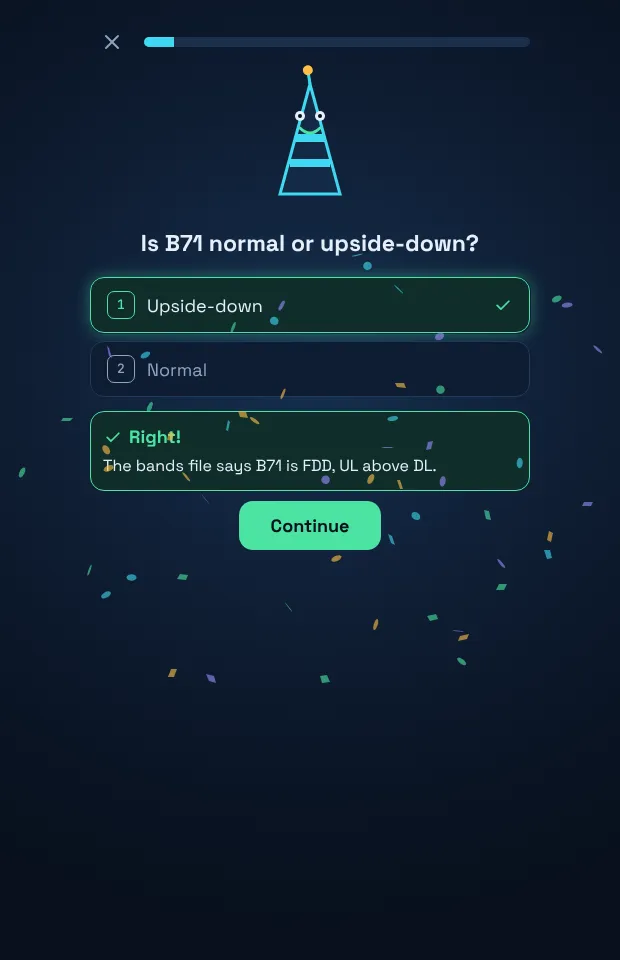 Is B71 normal or upside-down?
1 Upside-down
2 Normal
Right!
The bands file says B71 is FDD, UL above DL.
Continue